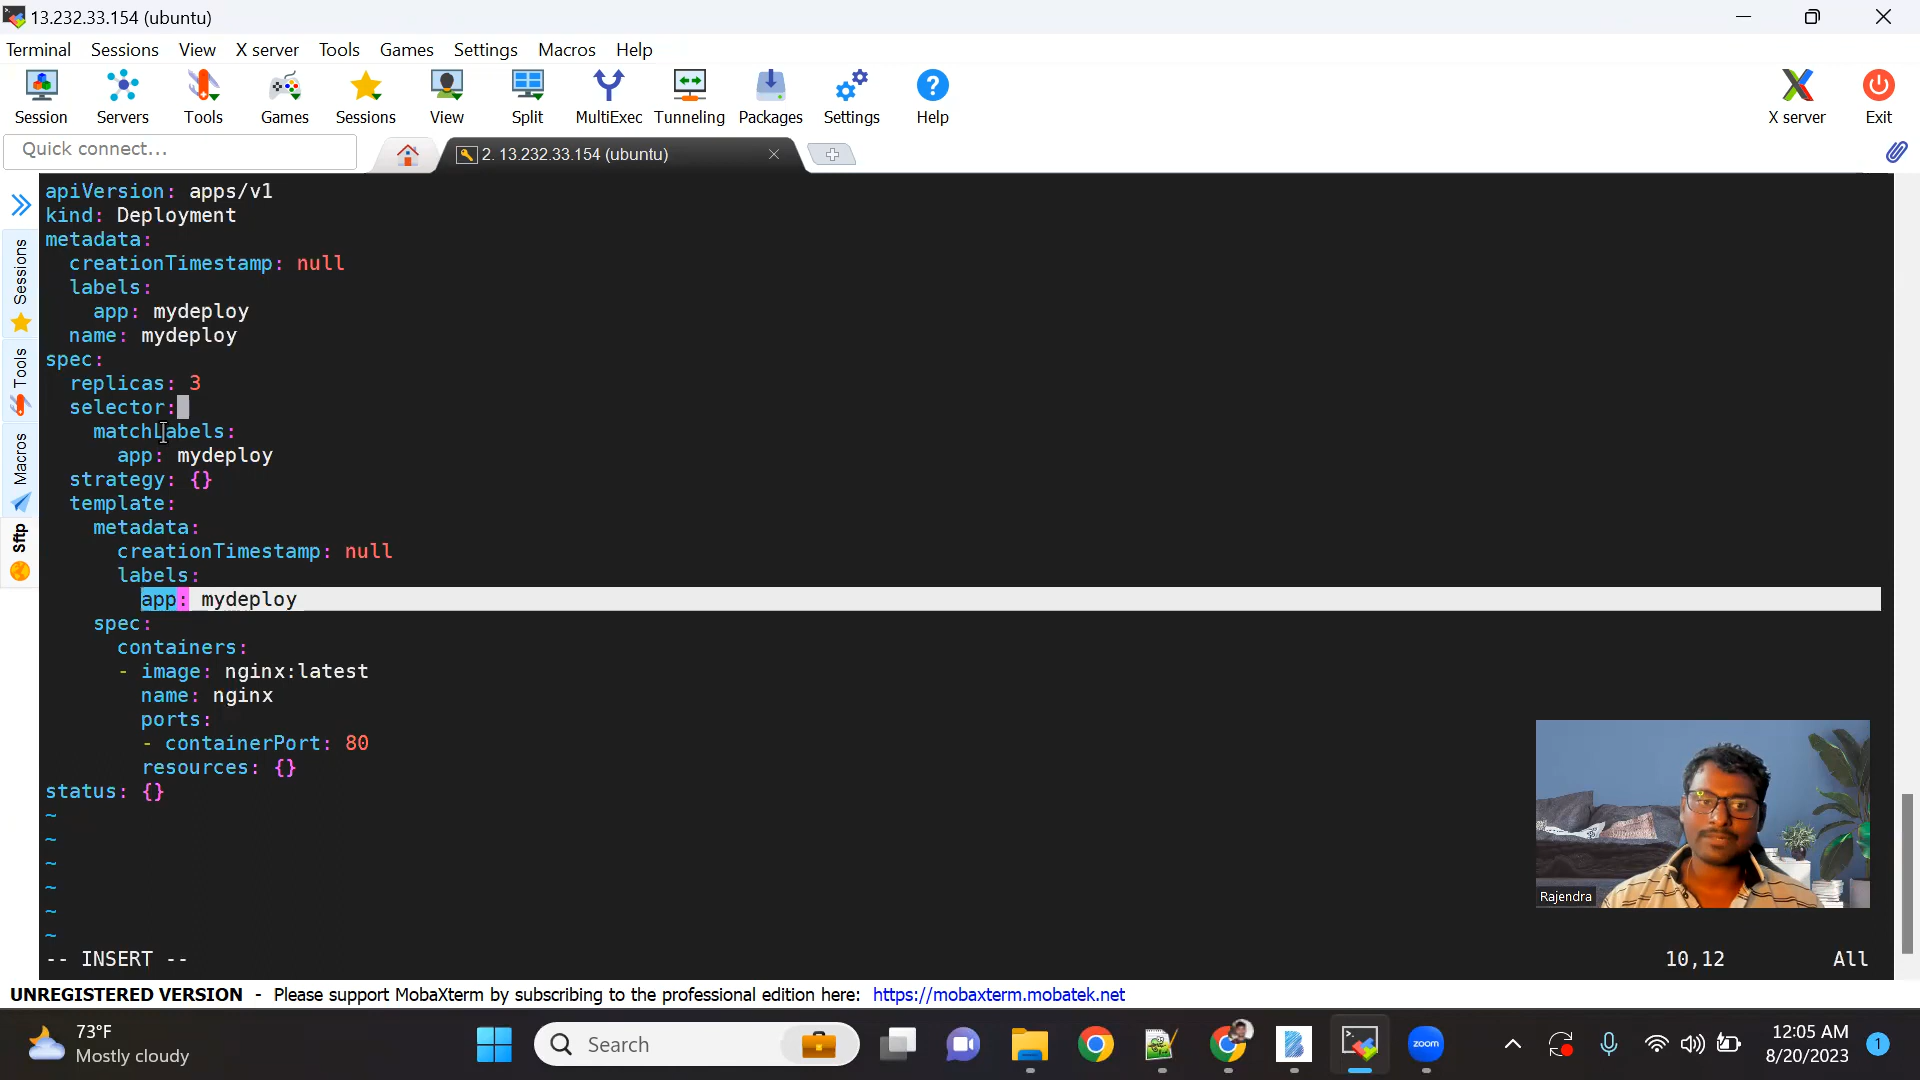 13.232.33.154 (ubuntu)
Terminal Sessions View X server Tools Games Settings Macros Help
Session Servers Tools Games Sessions View Split MultiExec Tunneling Packages Settings Help X server Exit
Quick connect...
2. 13.232.33.154 (ubuntu)
Sessions
Tools
Macros
Sftp
apiVersion: apps/v1
kind: Deployment
metadata:
  creationTimestamp: null
  labels:
    app: mydeploy
  name: mydeploy
spec:
  replicas: 3
  selector:
    matchLabels:
      app: mydeploy
  strategy: {}
  template:
    metadata:
      creationTimestamp: null
      labels:
        app: mydeploy
    spec:
      containers:
      - image: nginx:latest
        name: nginx
        ports:
        - containerPort: 80
        resources: {}
status: {}
~
~
~
~
~
~
-- INSERT -- 10,12 All
Rajendra
UNREGISTERED VERSION - Please support MobaXterm by subscribing to the professional edition here: https://mobaxterm.mobatek.net
73°F
Mostly cloudy
Search
zoom
12:05 AM
8/20/2023
1